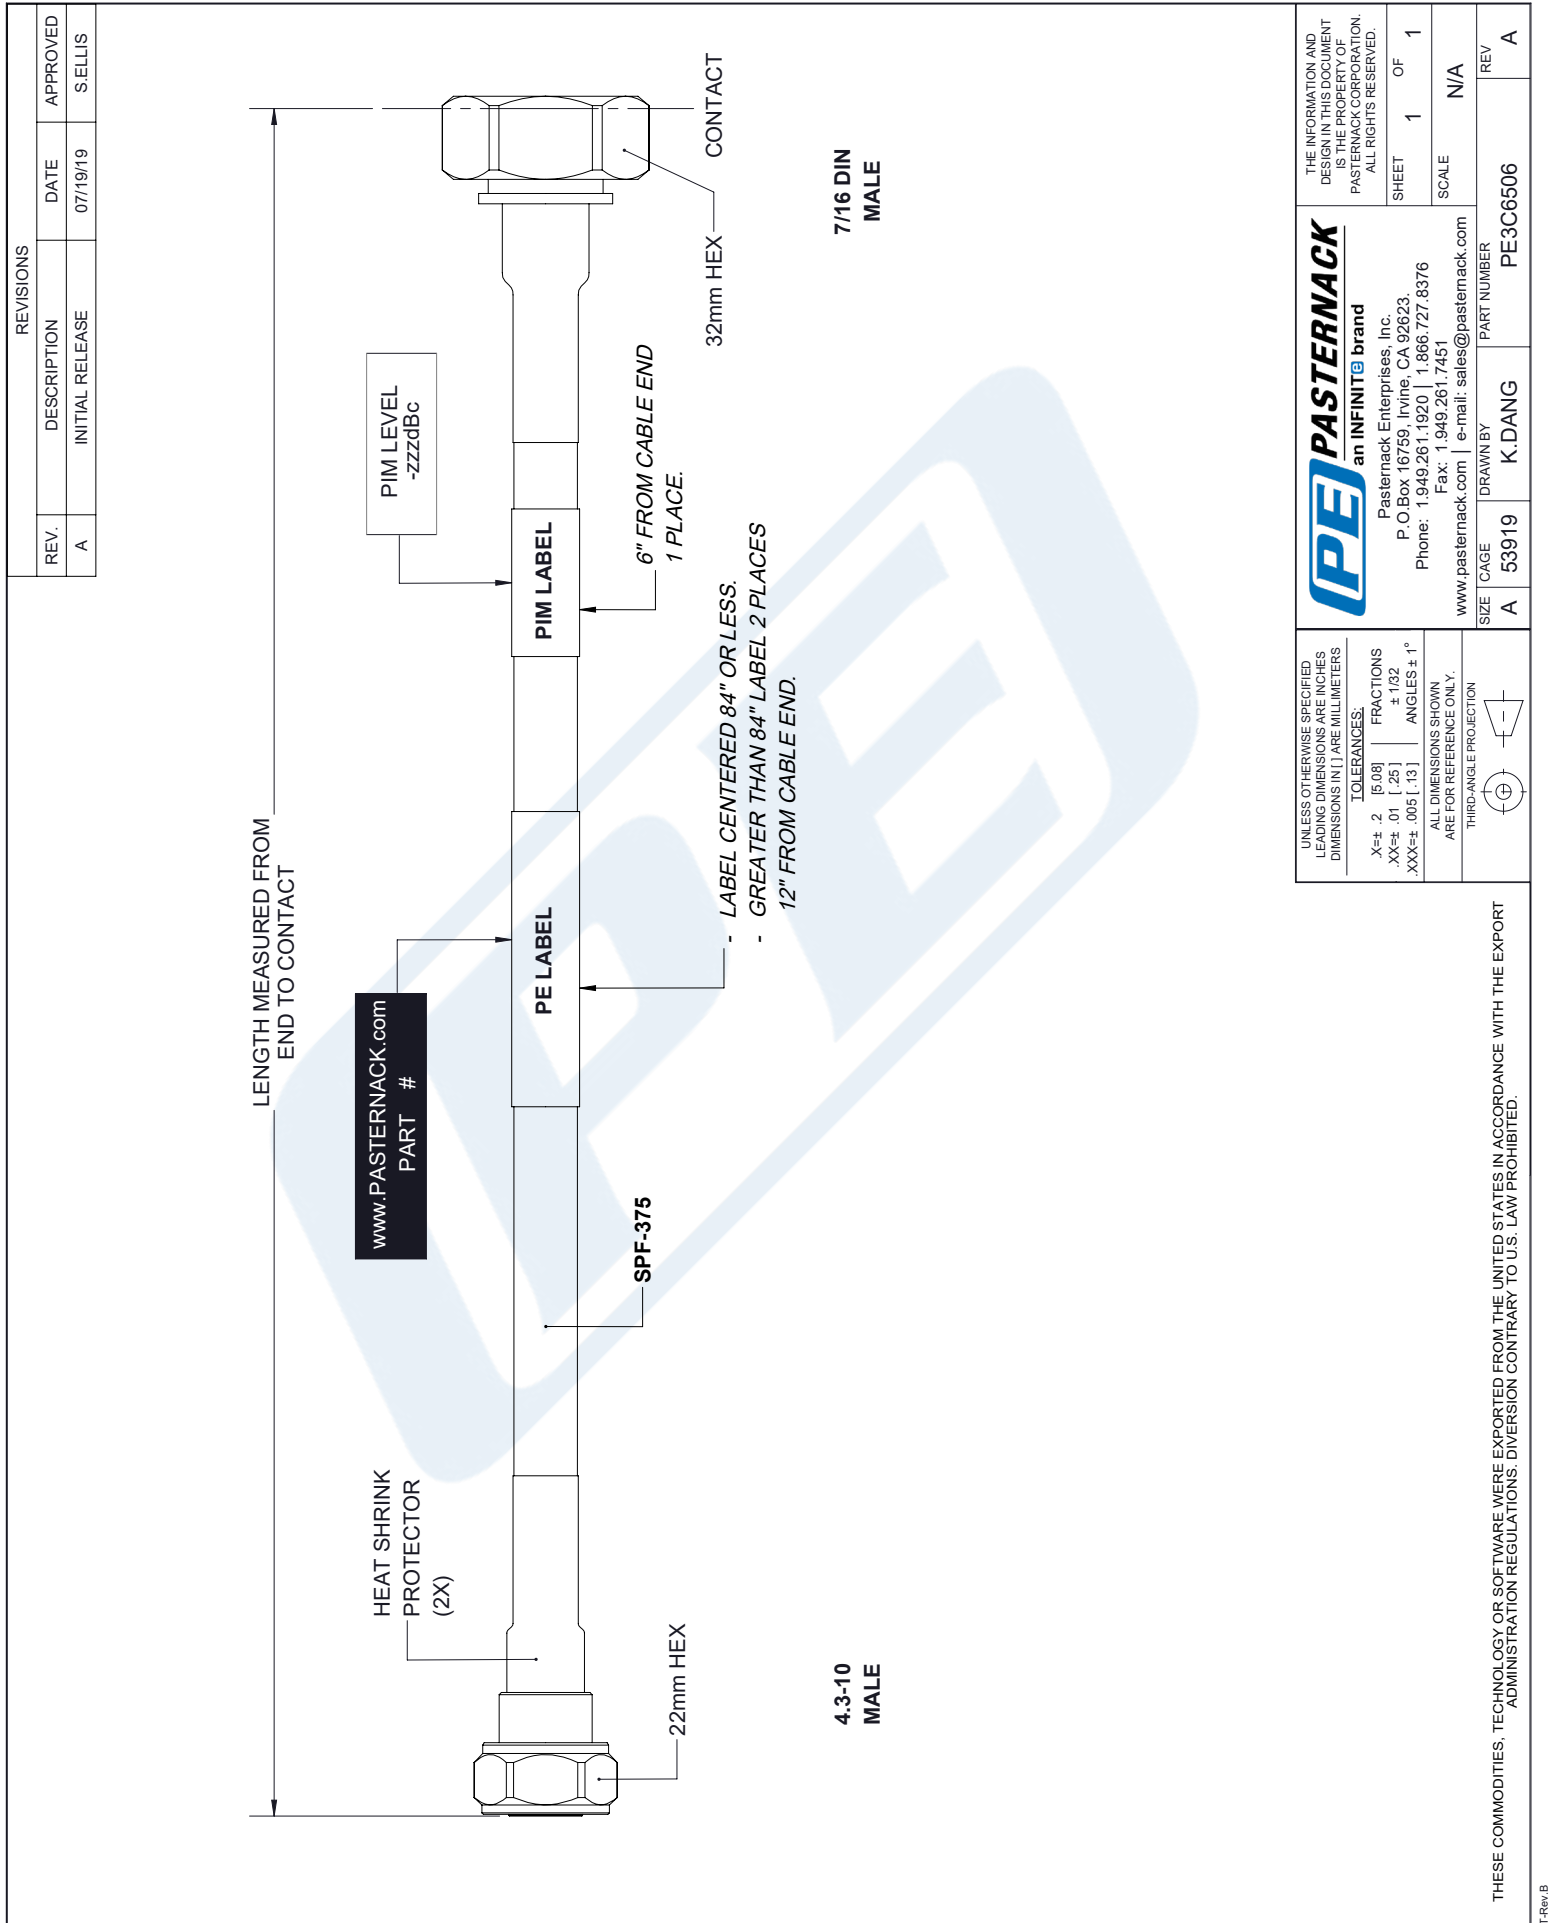 REVISIONS
REV. DESCRIPTION DATE APPROVED
A INITIAL RELEASE 07/19/19 S.ELLIS
LENGTH MEASURED FROM
END TO CONTACT
www.PASTERNACK.com
PART #
PIM LEVEL
-zzzdBc
HEAT SHRINK
PROTECTOR
(2X)
PE LABEL
PIM LABEL
SPF-375
6" FROM CABLE END
1 PLACE.
- LABEL CENTERED 84" OR LESS.
- GREATER THAN 84" LABEL 2 PLACES
12" FROM CABLE END.
22mm HEX
32mm HEX
CONTACT
4.3-10
MALE
7/16 DIN
MALE
PE
UNLESS OTHERWISE SPECIFIED
LEADING DIMENSIONS ARE INCHES
DIMENSIONS IN [ ] ARE MILLIMETERS
TOLERANCES:
.X=± .2 [5.08] FRACTIONS
.XX=± .01 [ .25] ± 1/32
.XXX=± .005 [ .13] ANGLES ± 1°
ALL DIMENSIONS SHOWN
ARE FOR REFERENCE ONLY.
THIRD-ANGLE PROJECTION
PE PASTERNACK
an INFINITe brand
Pasternack Enterprises, Inc.
P.O.Box 16759, Irvine, CA 92623.
Phone: 1.949.261.1920 | 1.866.727.8376
Fax: 1.949.261.7451
www.pasternack.com | e-mail: sales@pasternack.com
THE INFORMATION AND
DESIGN IN THIS DOCUMENT
IS THE PROPERTY OF
PASTERNACK CORPORATION.
ALL RIGHTS RESERVED.
SHEET 1 OF 1
SCALE N/A
SIZE CAGE DRAWN BY PART NUMBER REV
A 53919 K.DANG PE3C6506 A
THESE COMMODITIES, TECHNOLOGY OR SOFTWARE WERE EXPORTED FROM THE UNITED STATES IN ACCORDANCE WITH THE EXPORT
ADMINISTRATION REGULATIONS. DIVERSION CONTRARY TO U.S. LAW PROHIBITED.
T-Rev.B